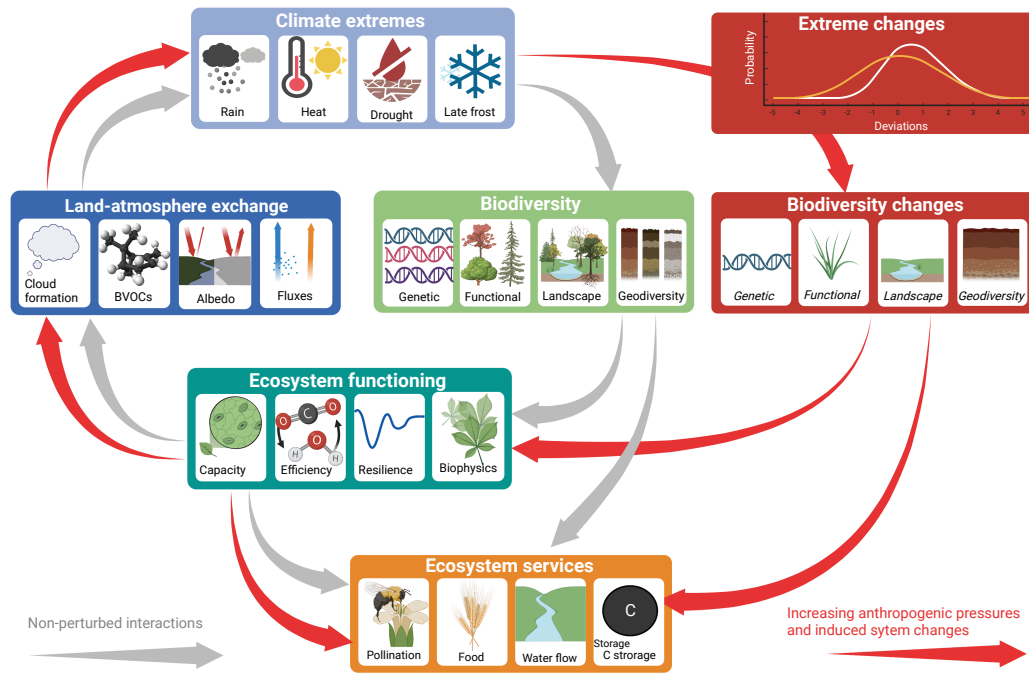 Climate extremes
Rain
Heat
Drought
Late frost
Extreme changes
Probability
-5 -4 -3 -2 -1 0 1 2 3 4 5
Deviations
Land-atmosphere exchange
Cloud
formation
BVOCs
Albedo
Fluxes
Biodiversity
Genetic
Functional
Landscape
Geodiversity
Biodiversity changes
Genetic
Functional
Landscape
Geodiversity
Ecosystem functioning
Capacity
O C O
H O H
Efficiency
Resilience
Biophysics
Ecosystem services
Pollination
Food
Water flow
C
Storage
C strorage
Non-perturbed interactions
Increasing anthropogenic pressures
and induced sytem changes